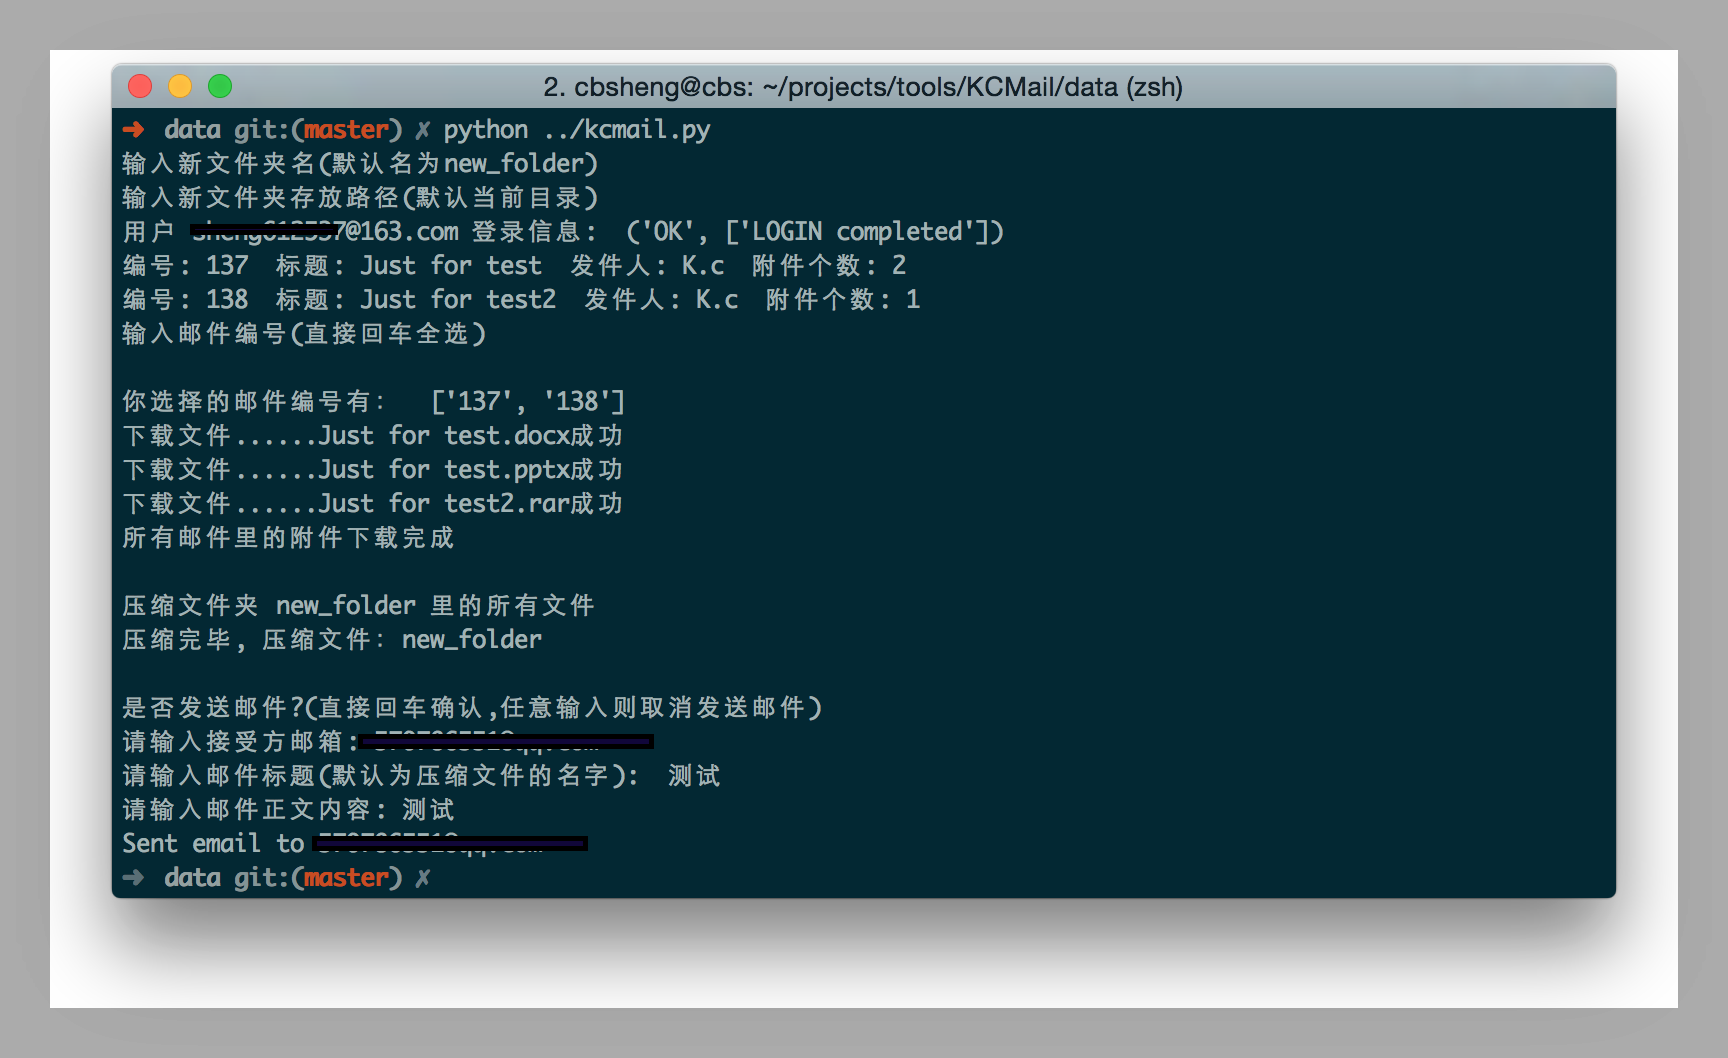 2. cbsheng@cbs: ~/projects/tools/KCMail/data (zsh)
➜ data git:(master) ✗ python ../kcmail.py
输入新文件夹名(默认名为new_folder)
输入新文件夹存放路径(默认当前目录)
用户 @163.com 登录信息: ('OK', ['LOGIN completed'])
编号: 137 标题: Just for test 发件人: K.c 附件个数: 2
编号: 138 标题: Just for test2 发件人: K.c 附件个数: 1
输入邮件编号(直接回车全选)
你选择的邮件编号有: ['137', '138']
下载文件......Just for test.docx成功
下载文件......Just for test.pptx成功
下载文件......Just for test2.rar成功
所有邮件里的附件下载完成
压缩文件夹 new_folder 里的所有文件
压缩完毕, 压缩文件: new_folder
是否发送邮件?(直接回车确认,任意输入则取消发送邮件)
请输入接受方邮箱:
请输入邮件标题(默认为压缩文件的名字): 测试
请输入邮件正文内容: 测试
Sent email to
➜ data git:(master) ✗